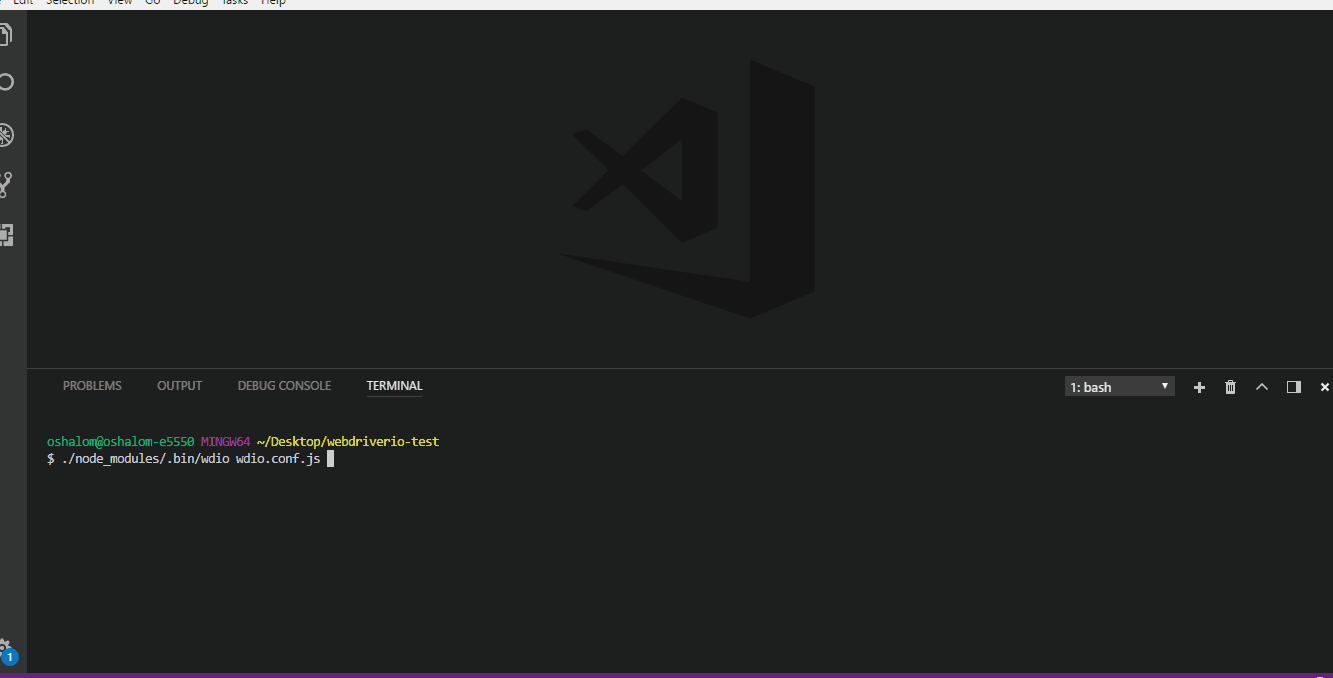 Edit Selection View Go Debug Tasks Help
PROBLEMS OUTPUT DEBUG CONSOLE TERMINAL 1: bash
oshalom@oshalom-e5550 MINGW64 ~/Desktop/webdriverio-test
$ ./node_modules/.bin/wdio wdio.conf.js
1